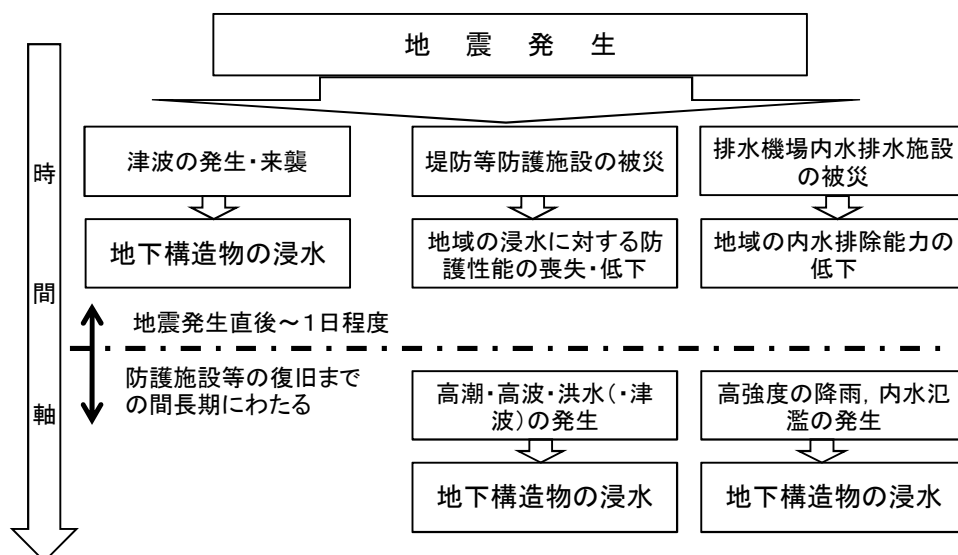 地震発生
津波の発生・来襲
堤防等防護施設の被災
排水機場内水排水施設
の被災
地下構造物の浸水
地域の浸水に対する防
護性能の喪失・低下
地域の内水排除能力の
低下
時間軸
地震発生直後～1日程度
防護施設等の復旧まで
の間長期にわたる
高潮・高波・洪水(・津
波)の発生
高強度の降雨,内水氾
濫の発生
地下構造物の浸水
地下構造物の浸水